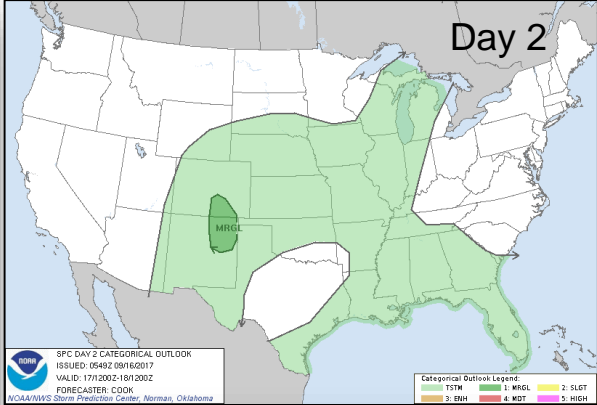 Day 2
MRGL
SPC DAY 2 CATEGORICAL OUTLOOK
ISSUED: 0549Z 09/16/2017
VALID: 17/1200Z-18/1200Z
FORECASTER: COOK
NOAA/NWS Storm Prediction Center, Norman, Oklahoma
NOAA
Categorical Outlook Legend:
TSTM 1: MRGL 2: SLGT
3: ENH 4: MDT 5: HIGH